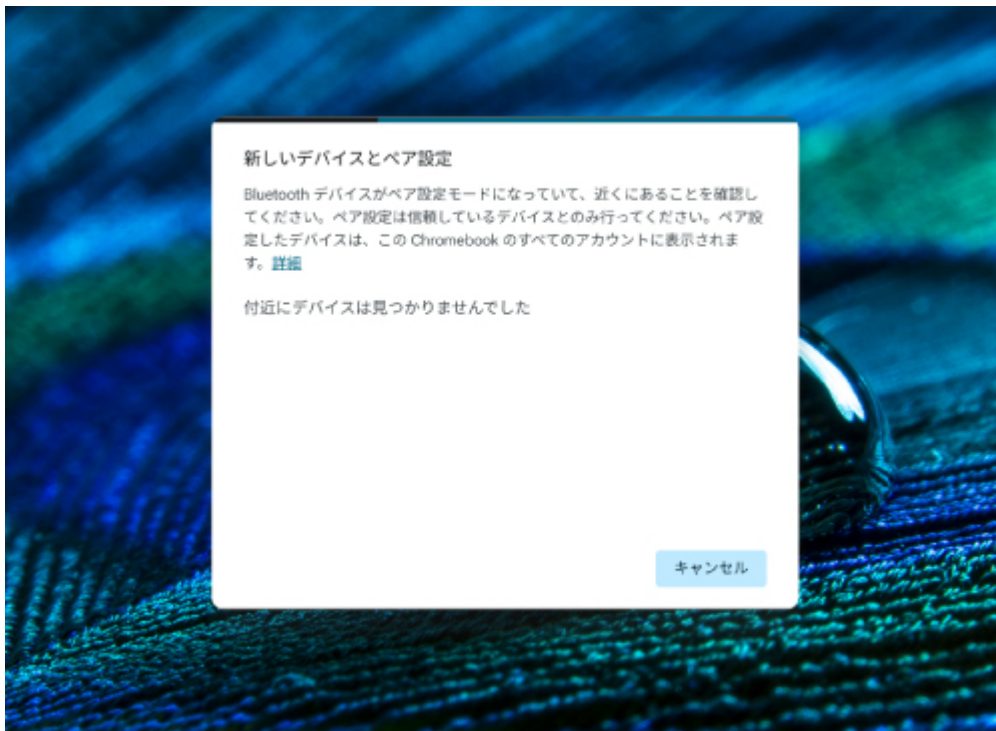 新しいデバイスとペア設定
Bluetooth デバイスがペア設定モードになっていて、近くにあることを確認し
てください。ペア設定は信頼しているデバイスとのみ行ってください。ペア設
定したデバイスは、この Chromebook のすべてのアカウントに表示されま
す。詳細
付近にデバイスは見つかりませんでした
キャンセル